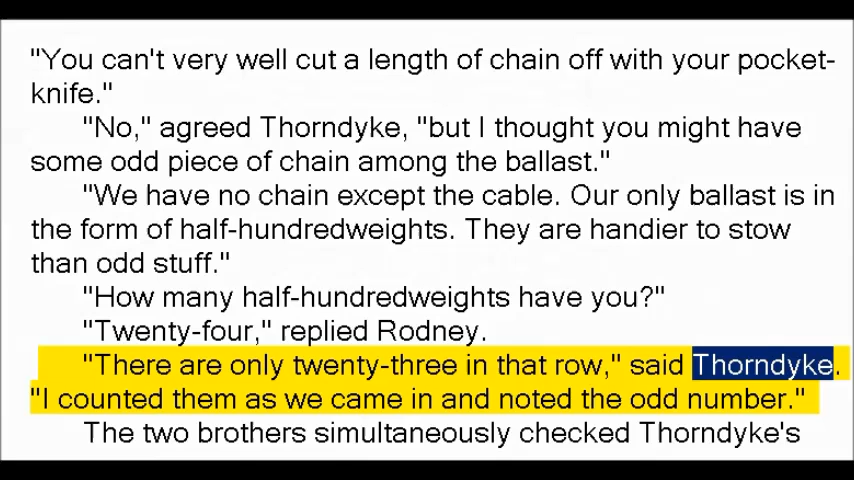 "You can't very well cut a length of chain off with your pocket-
knife."
"No," agreed Thorndyke, "but I thought you might have
some odd piece of chain among the ballast."
"We have no chain except the cable. Our only ballast is in
the form of half-hundredweights. They are handier to stow
than odd stuff."
"How many half-hundredweights have you?"
"Twenty-four," replied Rodney.
"There are only twenty-three in that row," said Thorndyke.
"I counted them as we came in and noted the odd number."
The two brothers simultaneously checked Thorndyke's